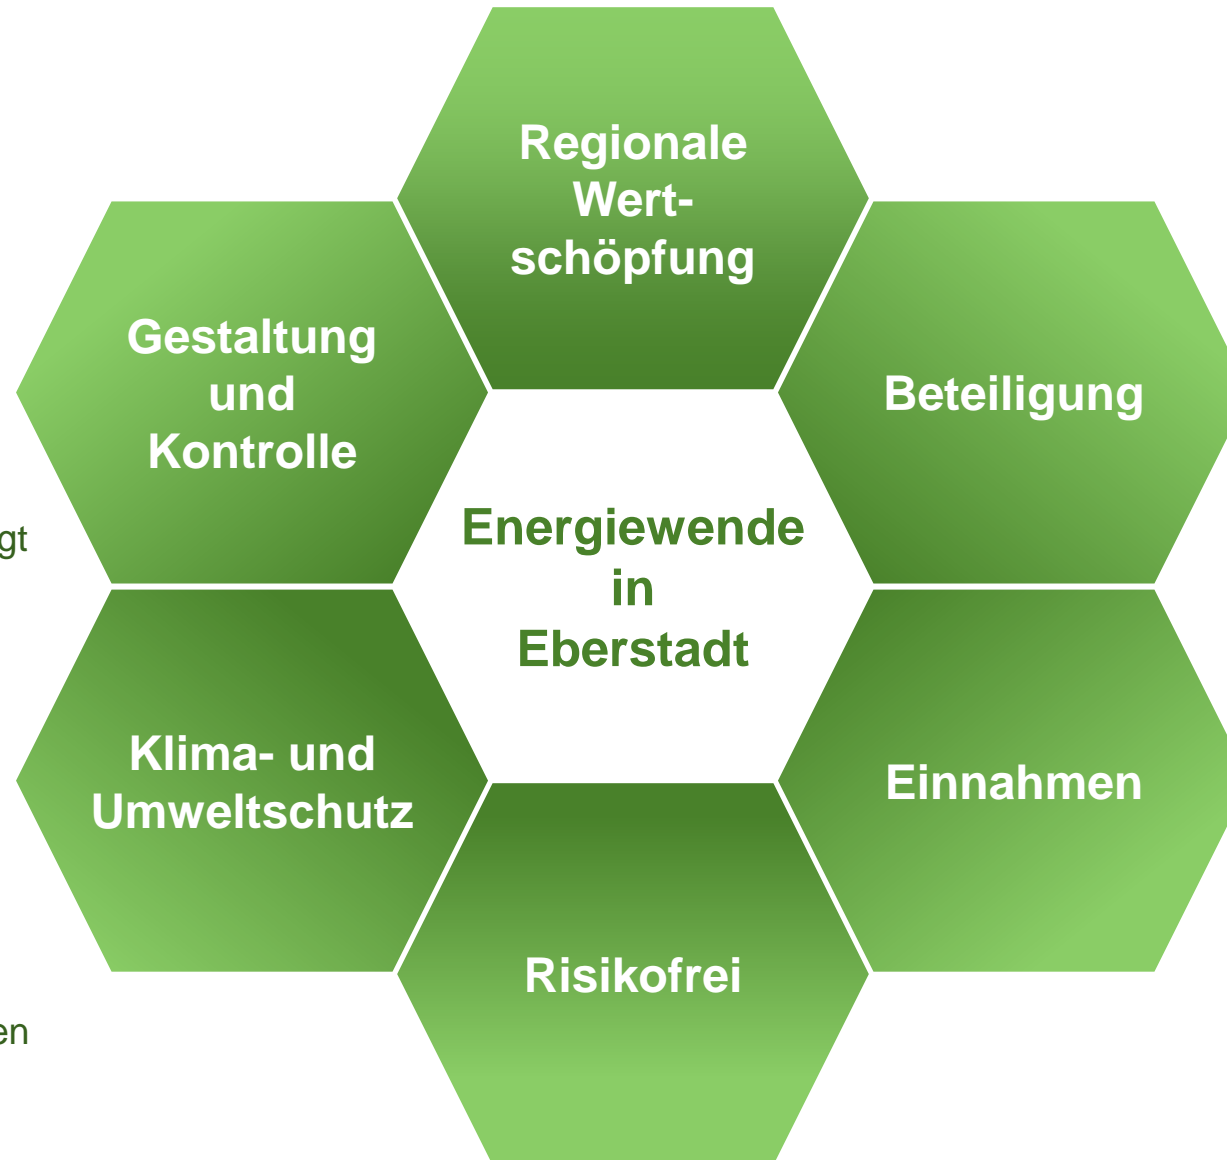 Regionale
Wert-
schöpfung
Gestaltung
und
Kontrolle
Beteiligung
Energiewende
in
Eberstadt
Klima- und
Umweltschutz
Einnahmen
Risikofrei